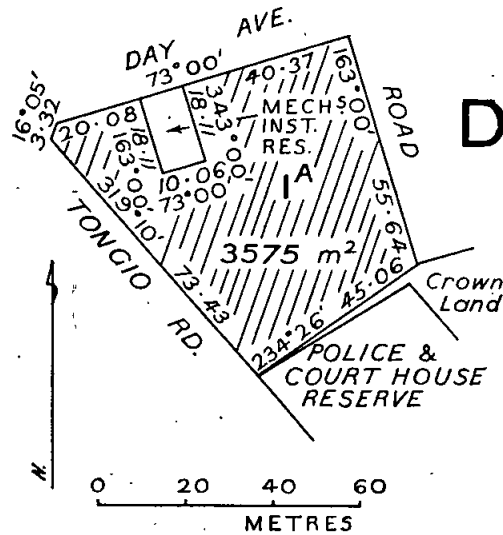 DAY AVE.
73°00'
16°05'
3·32
20·08
40·37
163°00'
ROAD
D
18·11
343°00'
18·11
163°00'
MECHS
INST.
RES.
10·06
73°00'
1A
319°10'
TONGIO RD.
73·43
3575 m²
55·64
45·06
234°26'
Crown
Land
POLICE &
COURT HOUSE
RESERVE
N.
0 20 40 60
METRES